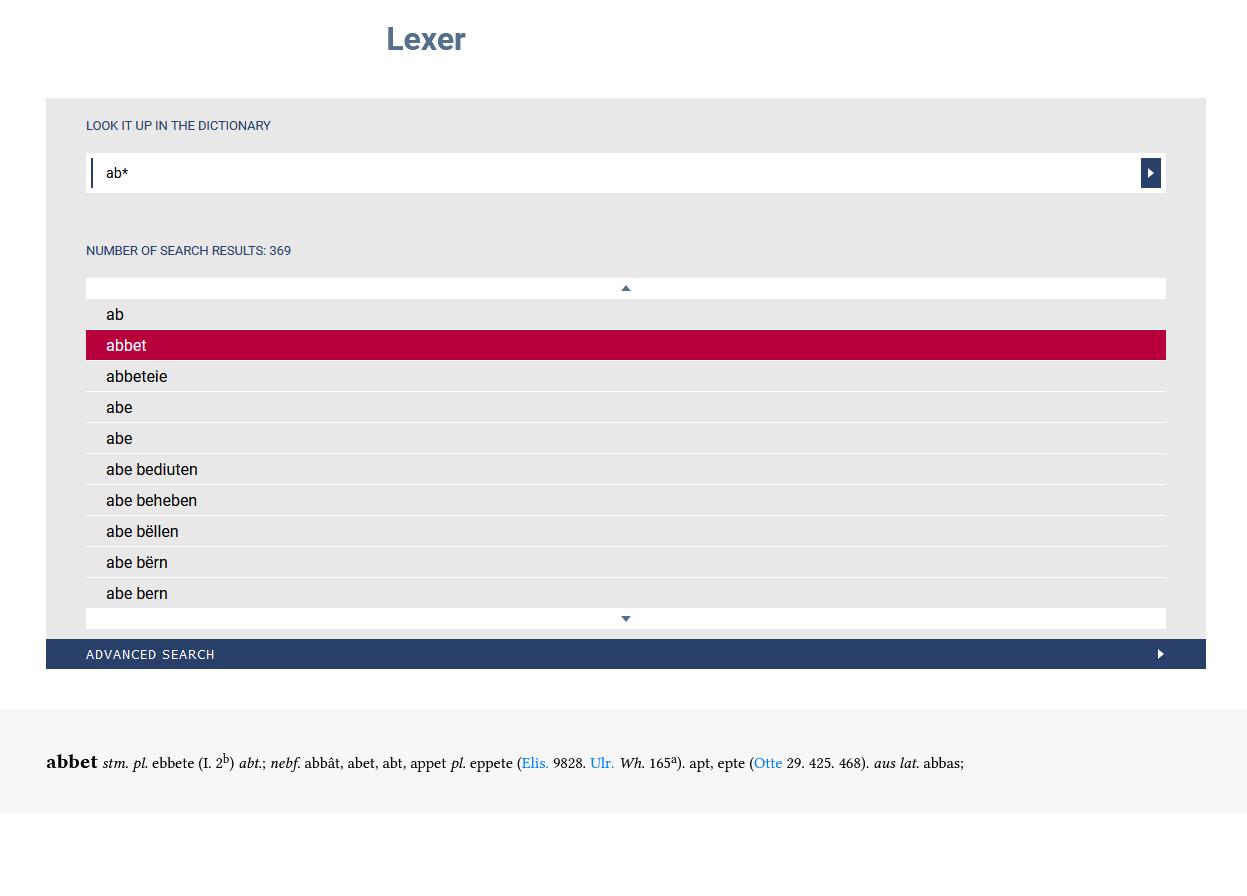 Lexer
LOOK IT UP IN THE DICTIONARY
ab*
NUMBER OF SEARCH RESULTS: 369
ab
abbet
abbeteie
abe
abe
abe bediuten
abe beheben
abe bëllen
abe bërn
abe bern
ADVANCED SEARCH
abbet stm. pl. ebbete (I. 2ᵇ) abt.; nebf. abbât, abet, abt, appet pl. eppete (Elis. 9828. Ulr. Wh. 165ᵃ). apt, epte (Otte 29. 425. 468). aus lat. abbas;